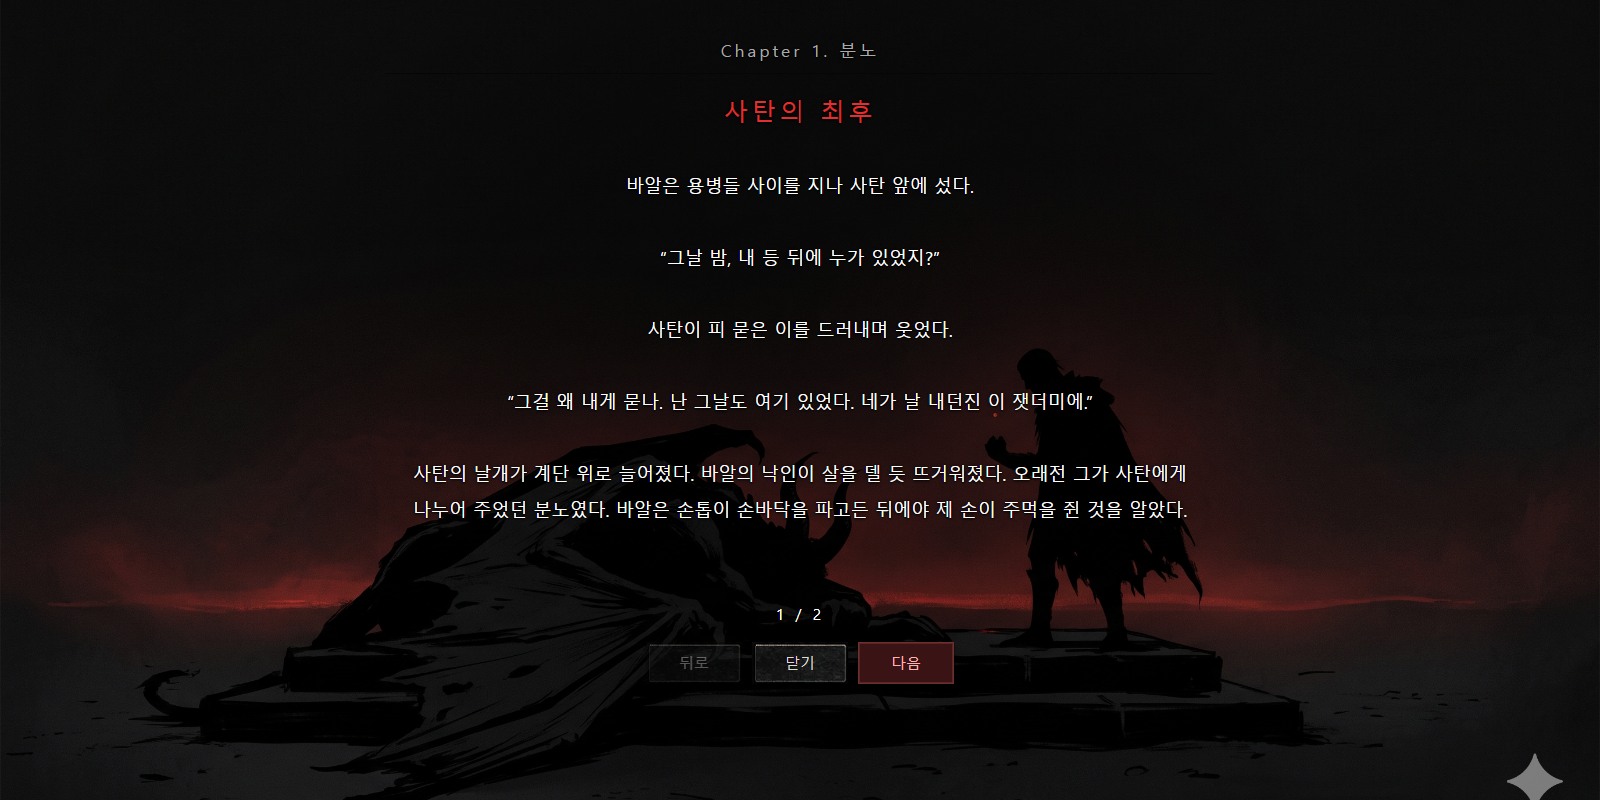 Chapter 1. 분노
사탄의 최후
바알은 용병들 사이를 지나 사탄 앞에 섰다.
“그날 밤, 내 등 뒤에 누가 있었지?”
사탄이 피 묻은 이를 드러내며 웃었다.
“그걸 왜 내게 묻나. 난 그날도 여기 있었다. 네가 날 내던진 이 잿더미에.”
사탄의 날개가 계단 위로 늘어졌다. 바알의 낙인이 살을 델 듯 뜨거워졌다. 오래전 그가 사탄에게
나누어 주었던 분노였다. 바알은 손톱이 손바닥을 파고든 뒤에야 제 손이 주먹을 쥔 것을 알았다.
1 / 2
뒤로
닫기
다음